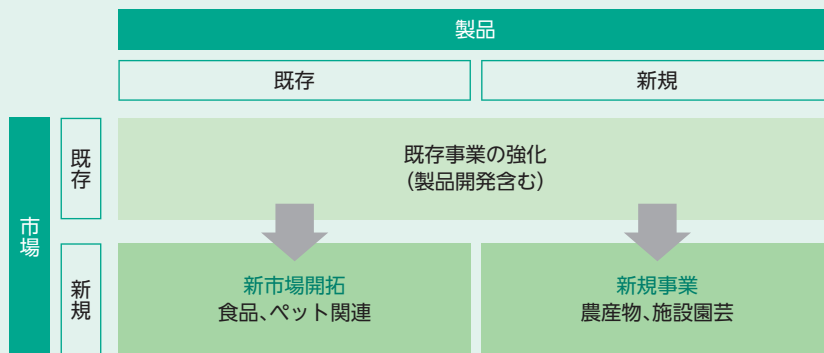 製品
既存
新規
市場
既存
既存事業の強化
(製品開発含む)
新規
新市場開拓
食品、ペット関連
新規事業
農産物、施設園芸